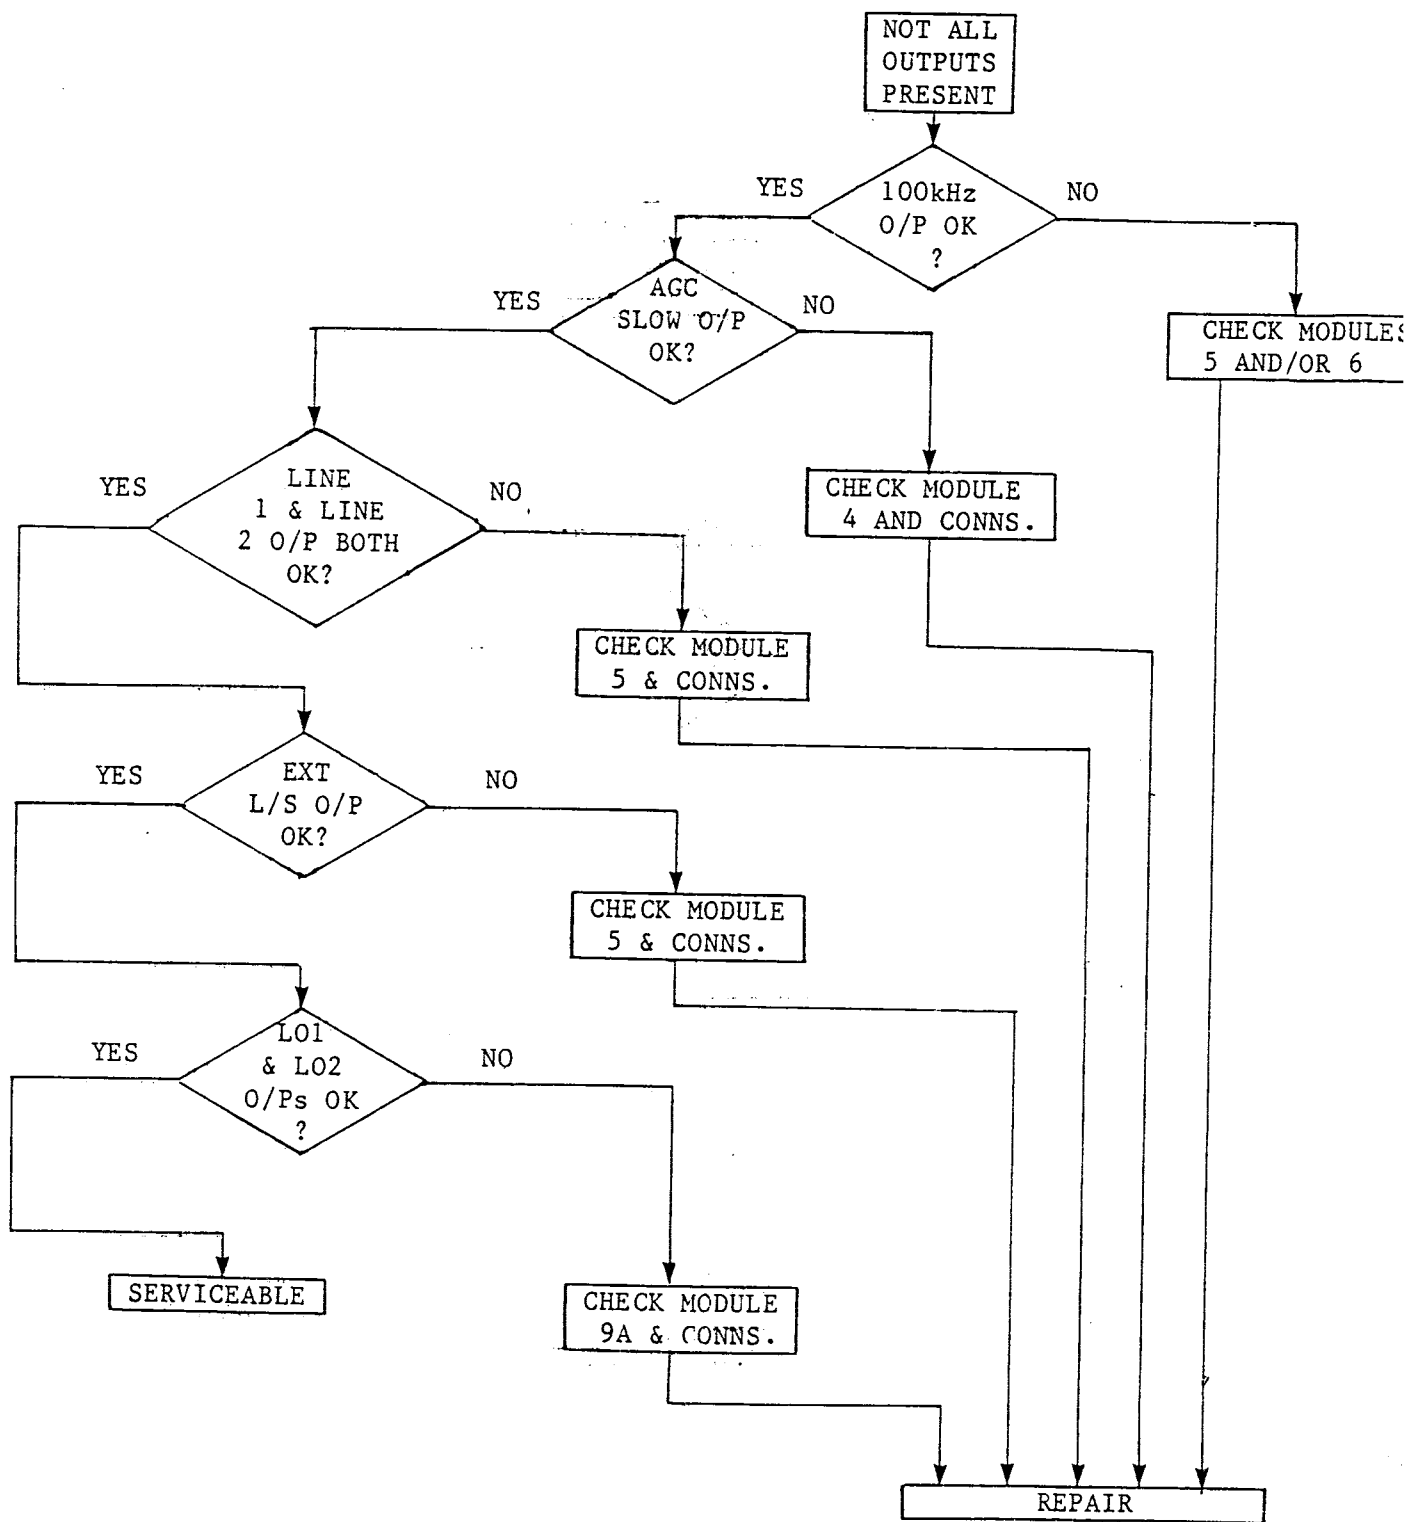 NOT ALL
OUTPUTS
PRESENT
YES
100kHz
O/P OK
?
NO
YES
AGC
SLOW O/P
OK?
NO
CHECK MODULES
5 AND/OR 6
YES
LINE
1 & LINE
2 O/P BOTH
OK?
NO
CHECK MODULE
4 AND CONNS.
CHECK MODULE
5 & CONNS.
YES
EXT
L/S O/P
OK?
NO
CHECK MODULE
5 & CONNS.
YES
LO1
& LO2
O/Ps OK
?
NO
SERVICEABLE
CHECK MODULE
9A & CONNS.
REPAIR